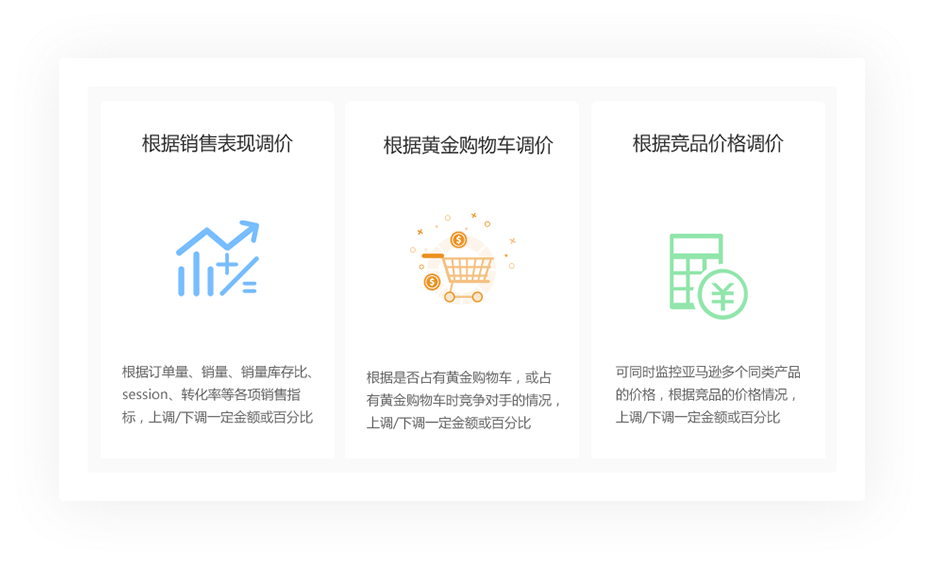 根据销售表现调价
根据订单量、销量、销量库存比、
session、转化率等各项销售指
标，上调/下调一定金额或百分比
根据黄金购物车调价
$
$
根据是否占有黄金购物车，或占
有黄金购物车时竞争对手的情况，
上调/下调一定金额或百分比
根据竞品价格调价
¥
可同时监控亚马逊多个同类产品
的价格，根据竞品的价格情况，
上调/下调一定金额或百分比